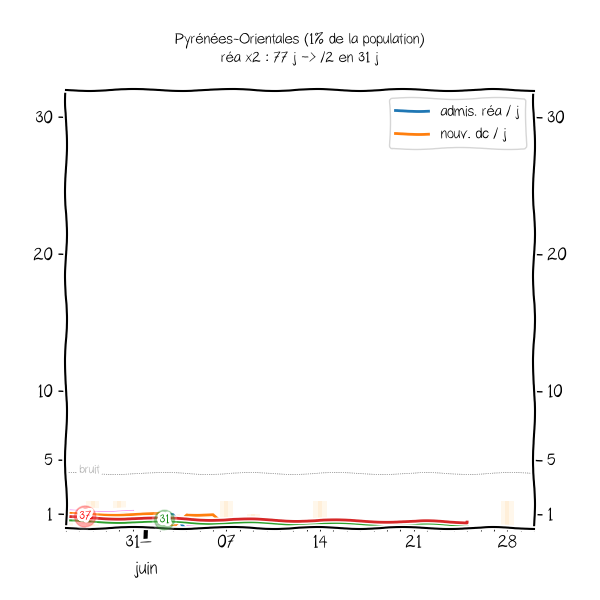 Pyrénées-Orientales (1% de la population)
réa x2 : 77 j -> /2 en 31 j
admis. réa / j
nouv. dc / j
30
30
20
20
10
10
5
5
bruit
1
1
37
31
31
07
14
21
28
juin